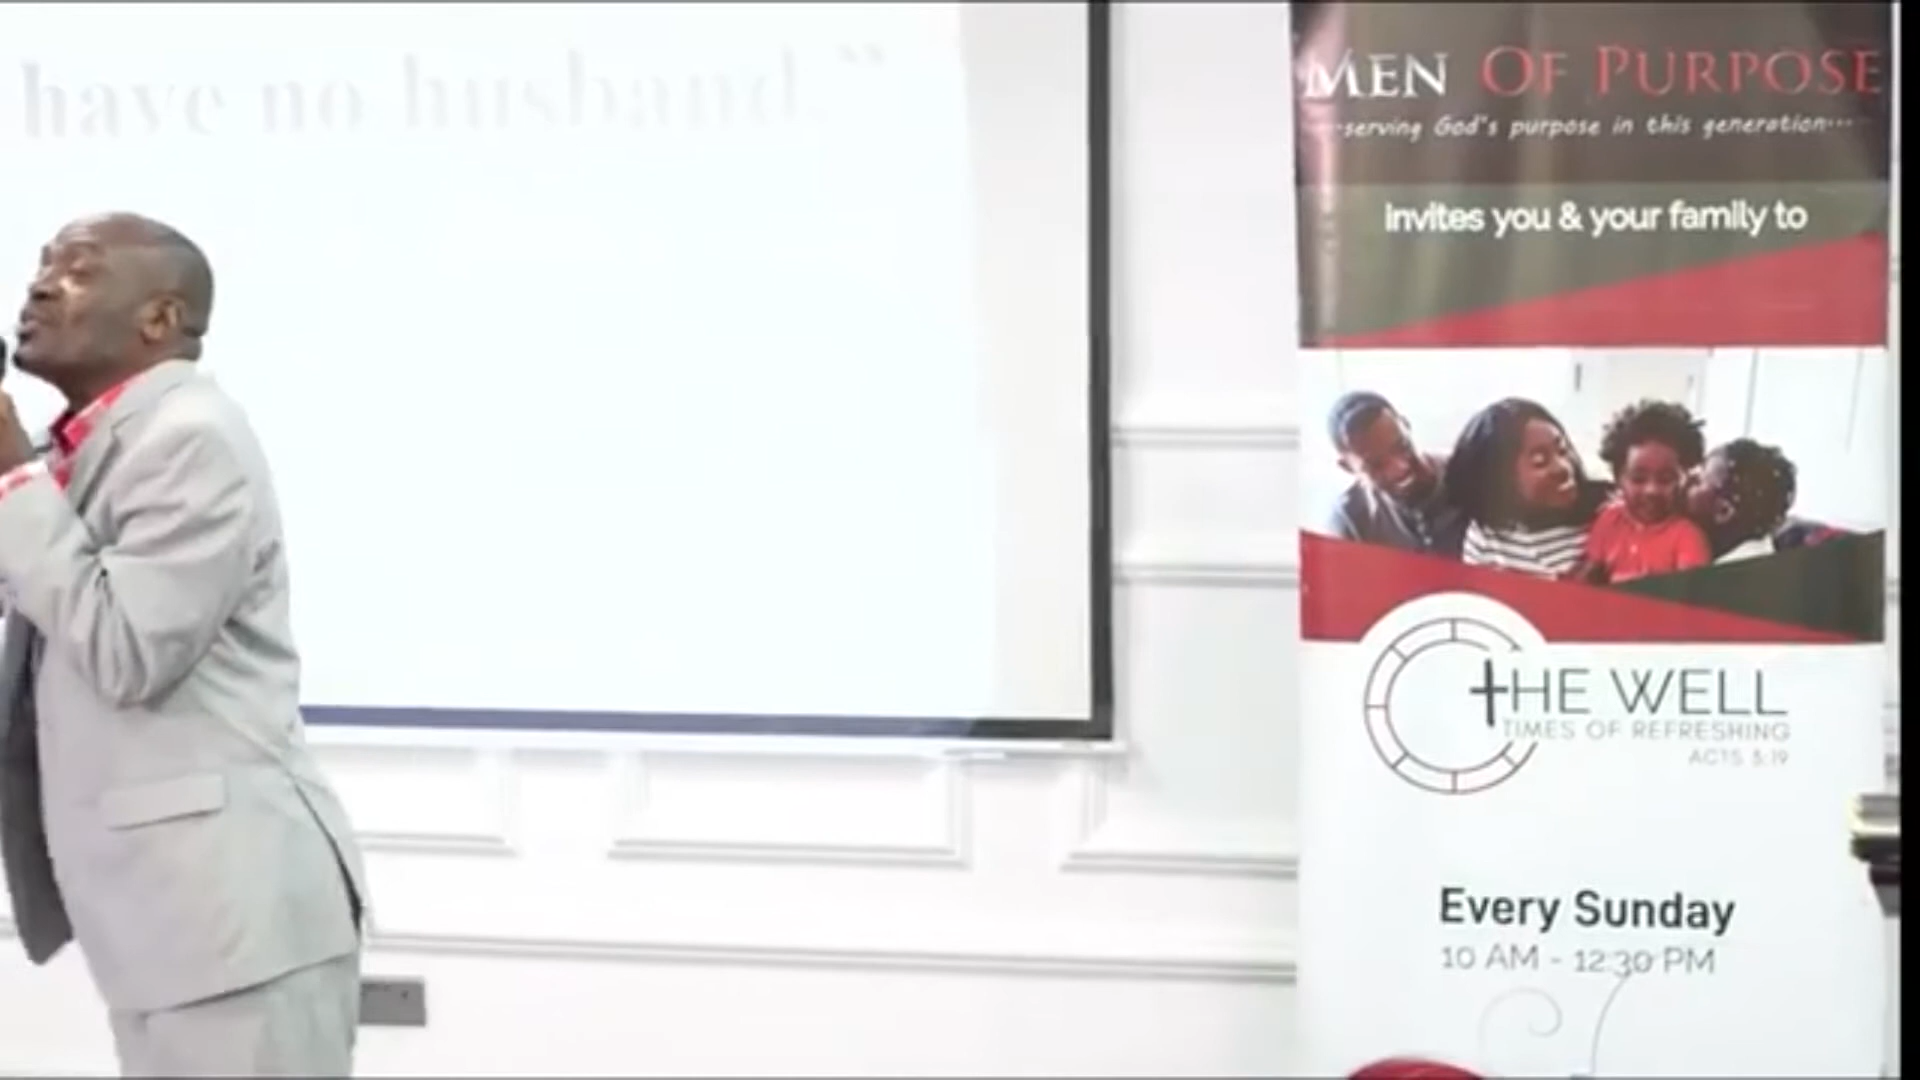 have no husband."
MEN OF PURPOSE
...serving God's purpose in this generation...
invites you & your family to
THE WELL
TIMES OF REFRESHING
ACTS 3:19
Every Sunday
10 AM - 12:30 PM